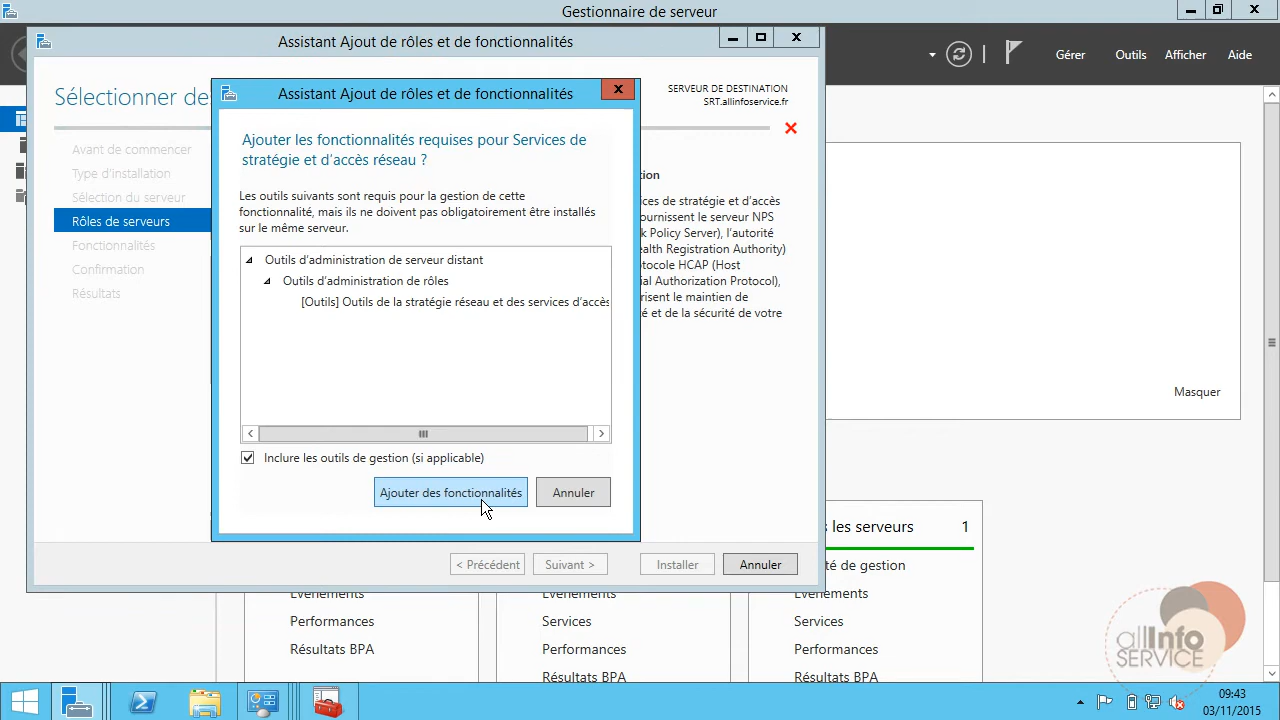 Gestionnaire de serveur
Assistant Ajout de rôles et de fonctionnalités
Gérer
Outils
Afficher
Aide
Sélectionner des
SERVEUR DE DESTINATION
SRT.allinfoservice.fr
Avant de commencer
Type d'installation
Sélection du serveur
Rôles de serveurs
Fonctionnalités
Confirmation
Résultats
Assistant Ajout de rôles et de fonctionnalités
Ajouter les fonctionnalités requises pour Services de
stratégie et d'accès réseau ?
Les outils suivants sont requis pour la gestion de cette
fonctionnalité, mais ils ne doivent pas obligatoirement être installés
sur le même serveur.
Outils d'administration de serveur distant
Outils d'administration de rôles
[Outils] Outils de la stratégie réseau et des services d'accès
Inclure les outils de gestion (si applicable)
Ajouter des fonctionnalités
Annuler
tion
ices de stratégie et d'accès
ournissent le serveur NPS
k Policy Server), l'autorité
ealth Registration Authority)
otocole HCAP (Host
ial Authorization Protocol),
risent le maintien de
é et de la sécurité de votre
< Précédent
Suivant >
Installer
Annuler
Masquer
s les serveurs 1
té de gestion
Événements
Performances
Résultats BPA
Événements
Services
Performances
Résultats BPA
Événements
Services
Performances
Résultats BPA
allInfo
SERVICE
09:43
03/11/2015